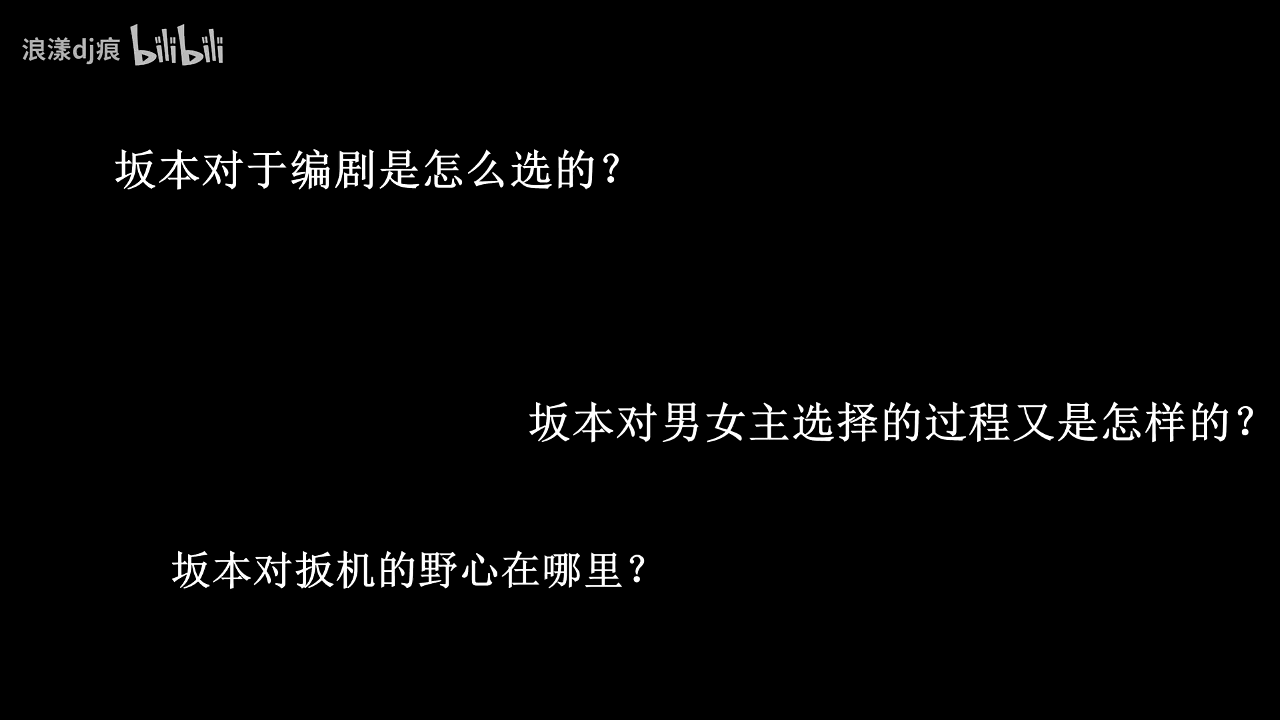 浪漾dj痕 bilibili
坂本对于编剧是怎么选的？
坂本对男女主选择的过程又是怎样的？
坂本对扳机的野心在哪里？